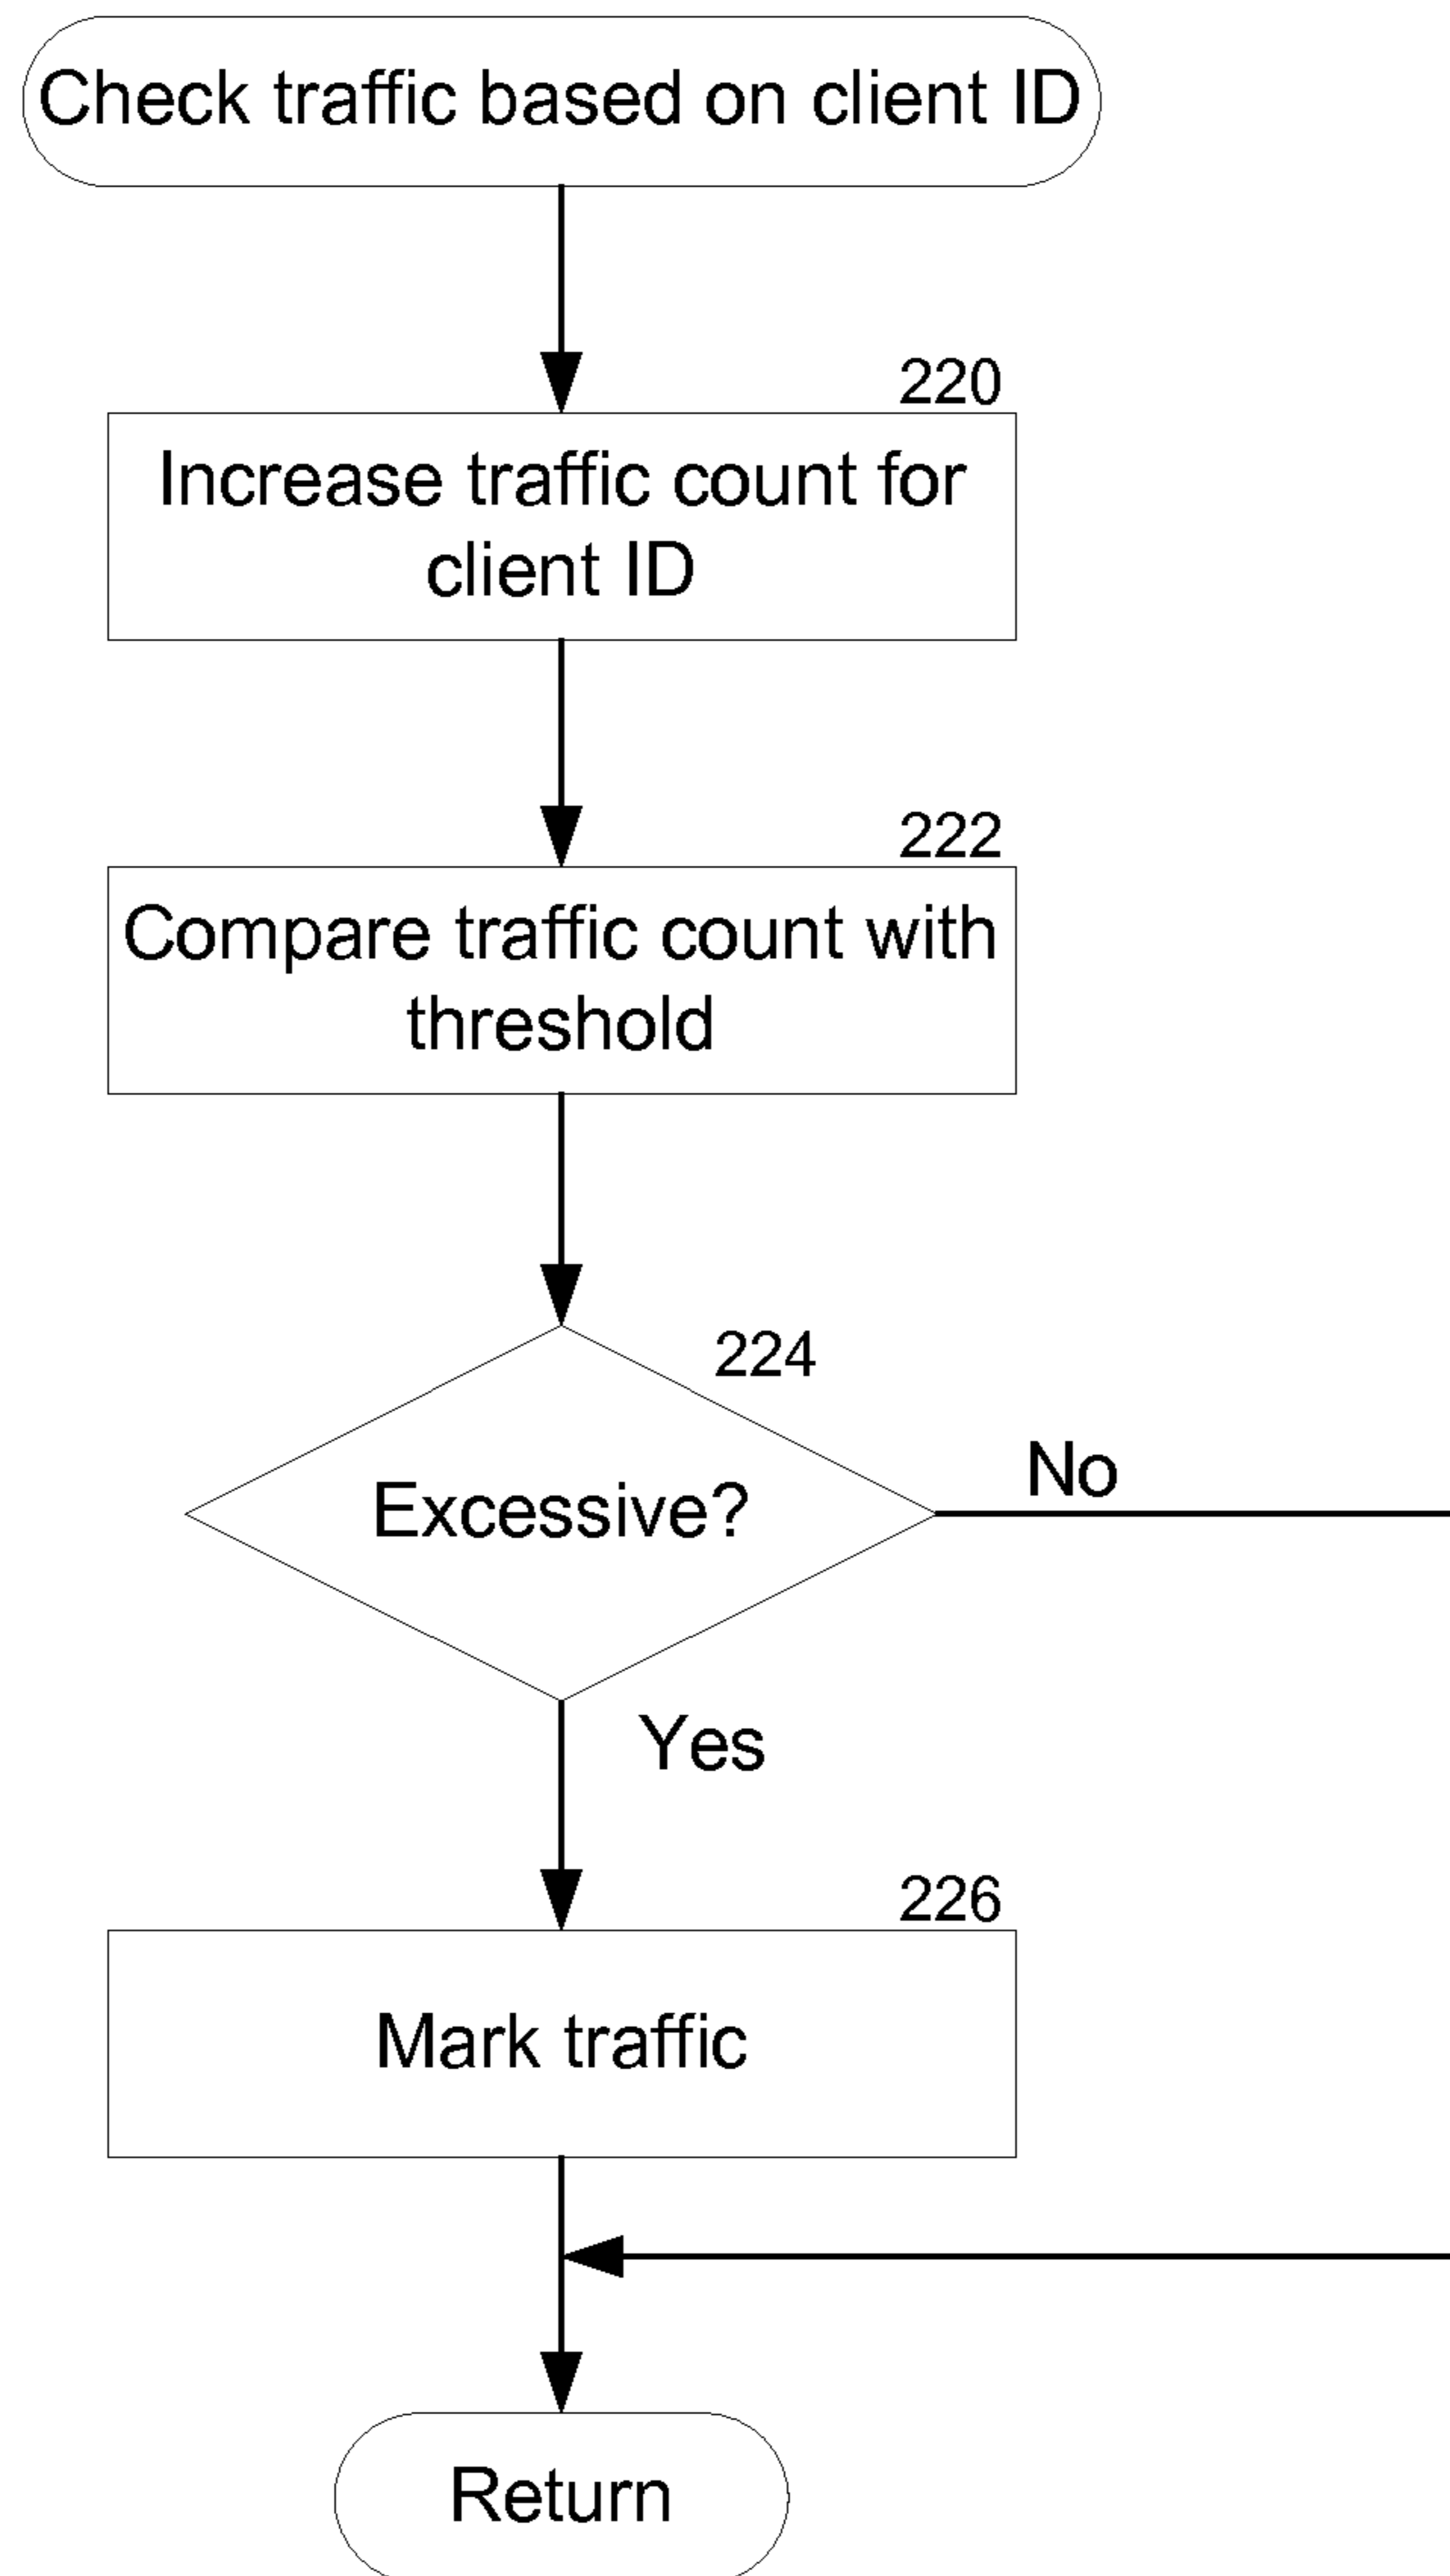 Check traffic based on client ID
220
Increase traffic count for
client ID
222
Compare traffic count with
threshold
224
Excessive?
No
Yes
226
Mark traffic
Return